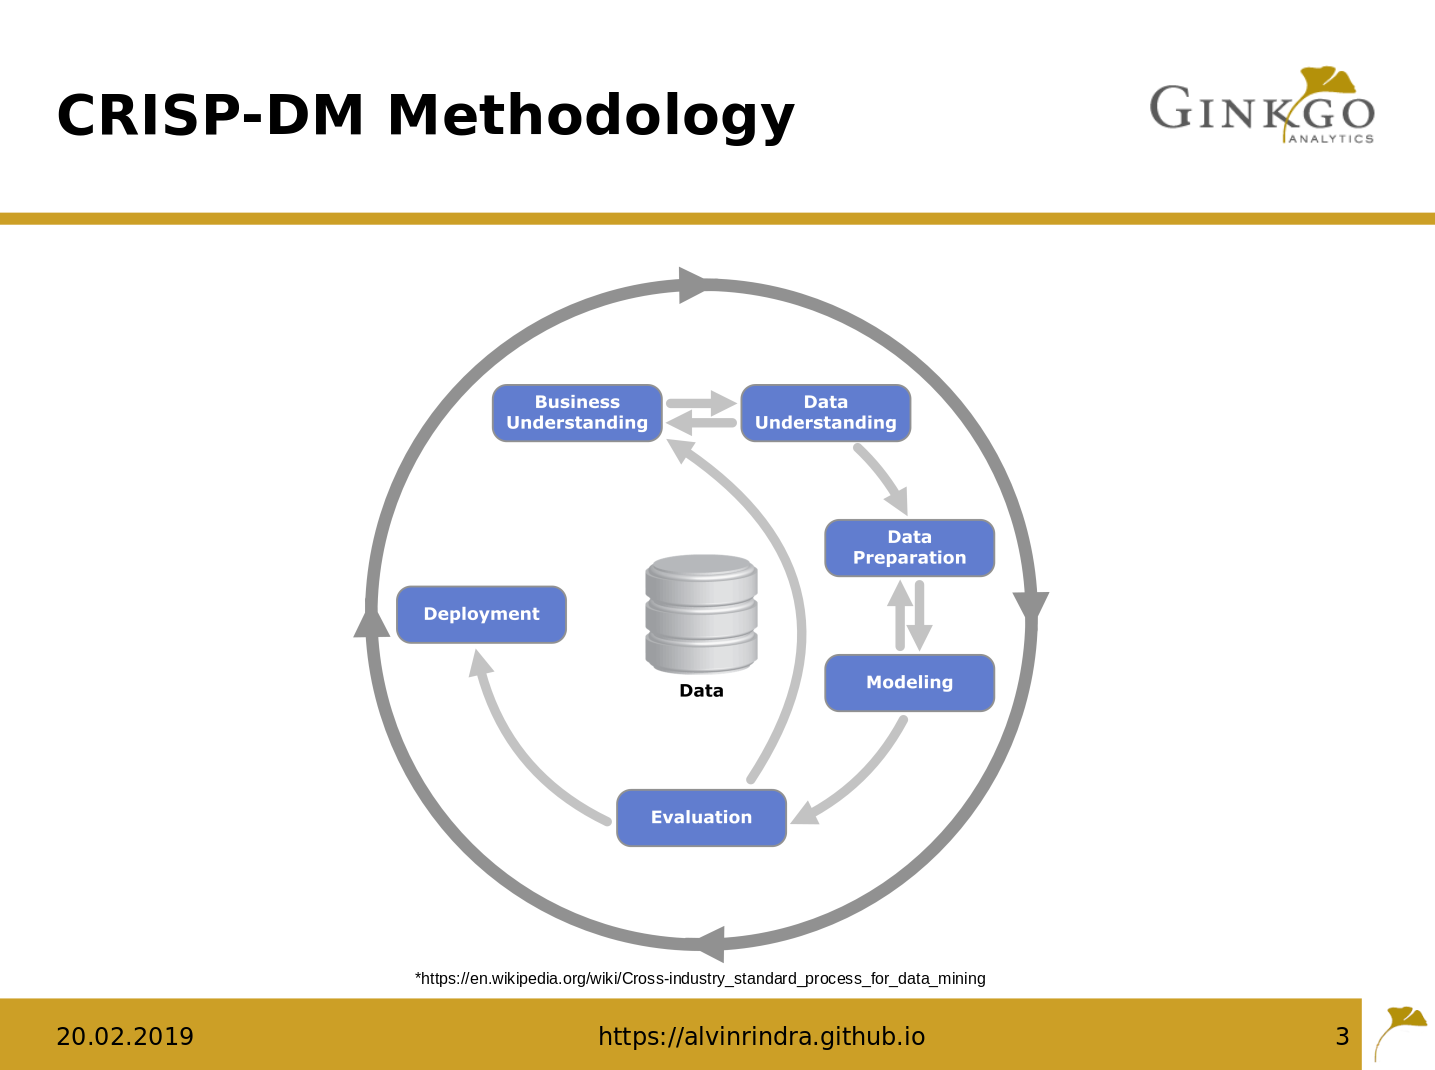 CRISP-DM Methodology
GINKGO
ANALYTICS
Business
Understanding
Data
Understanding
Data
Preparation
Deployment
Modeling
Data
Evaluation
*https://en.wikipedia.org/wiki/Cross-industry_standard_process_for_data_mining
20.02.2019
https://alvinrindra.github.io
3